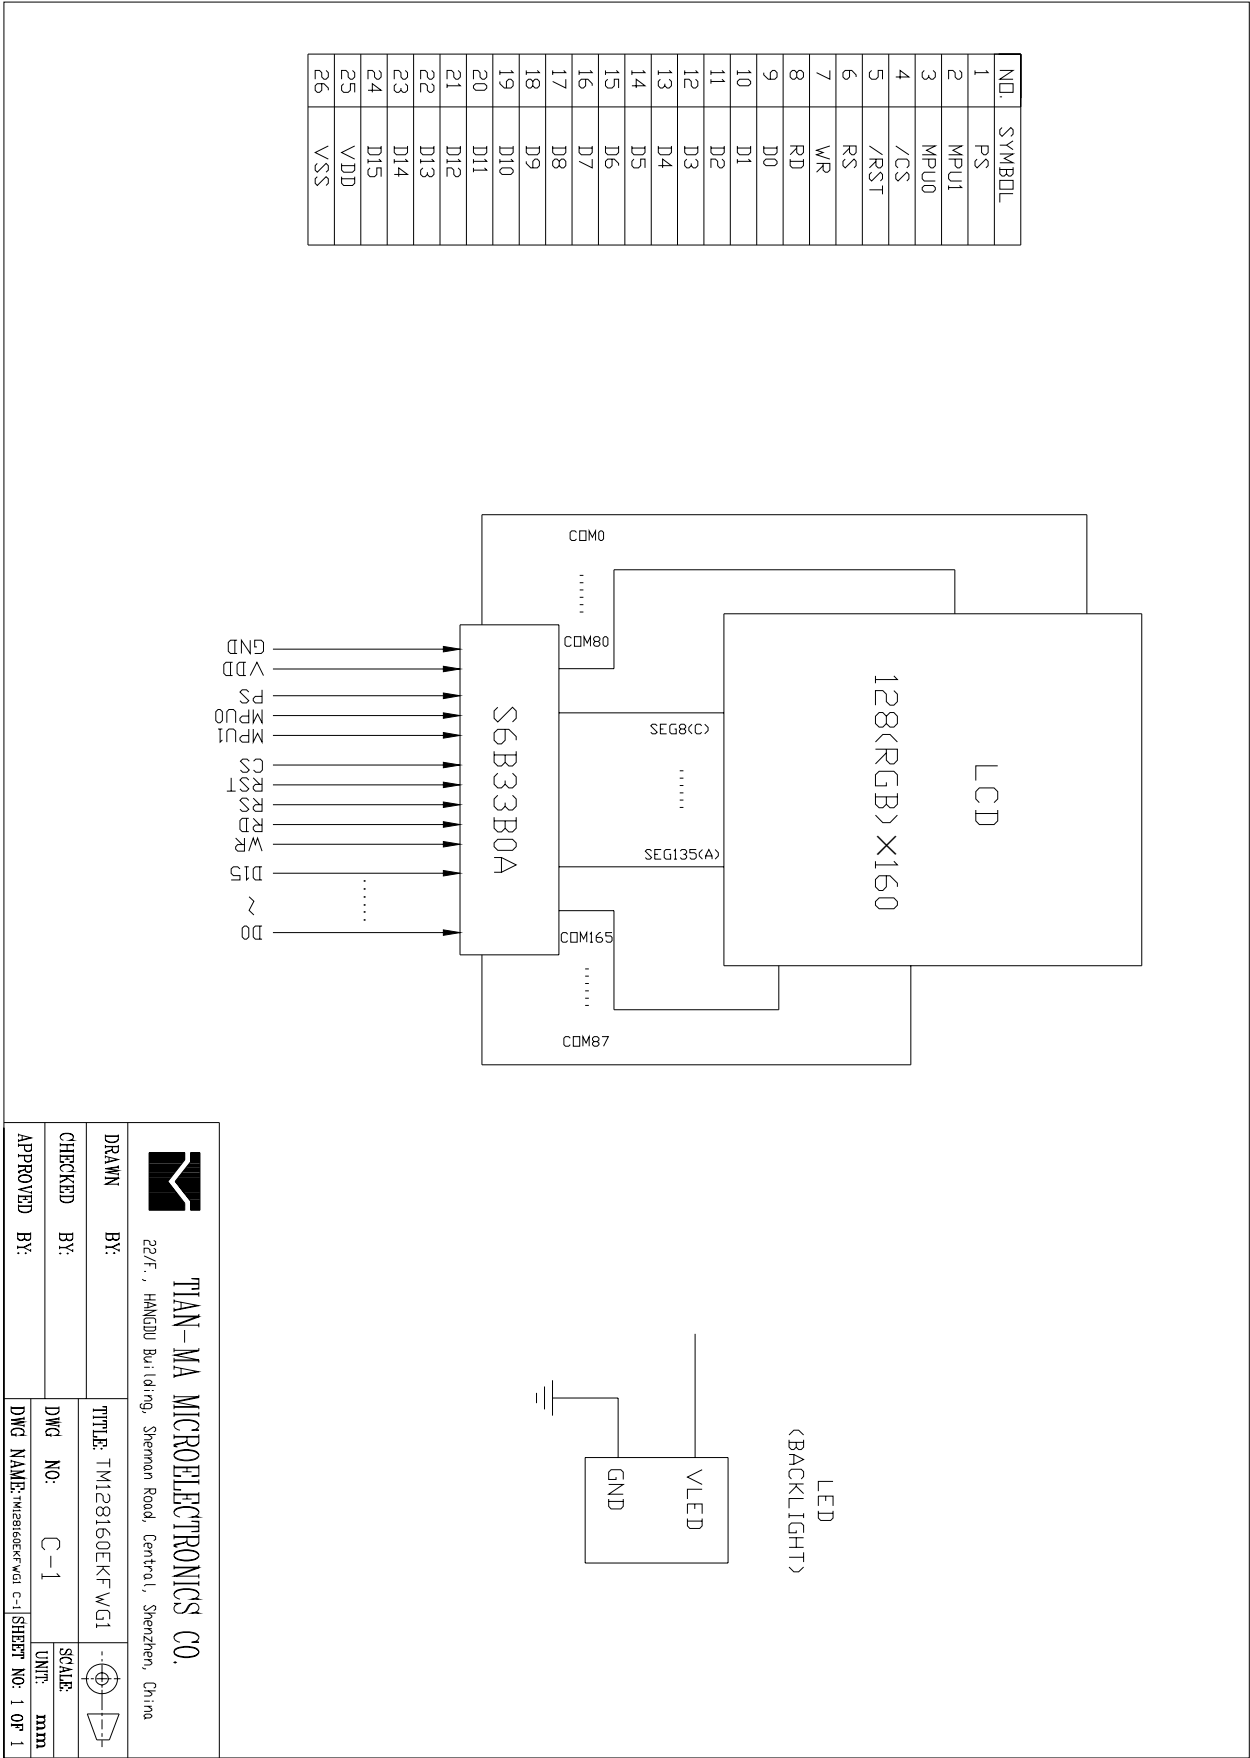 NO. SYMBOL
1 PS
2 MPU1
3 MPU0
4 /CS
5 /RST
6 RS
7 WR
8 RD
9 D0
10 D1
11 D2
12 D3
13 D4
14 D5
15 D6
16 D7
17 D8
18 D9
19 D10
20 D11
21 D12
22 D13
23 D14
24 D15
25 VDD
26 VSS
COM0
COM80
SEG8(C)
SEG135(A)
COM165
COM87
LCD
128(RGB)×160
S6B33B0A
GND
VDD
PS
MPU0
MPU1
CS
RST
RS
RD
WR
D15
~
D0
LED
(BACKLIGHT)
VLED
GND
TIAN-MA MICROELECTRONICS CO.
22/F., HANGDU Building, Shennan Road, Central, Shenzhen, China
DRAWN BY:
CHECKED BY:
APPROVED BY:
TITLE: TM128160EKFWG1
DWG NO: C-1
SCALE:
UNIT: mm
DWG NAME: TM128160EKFWG1 C-1
SHEET NO: 1 OF 1